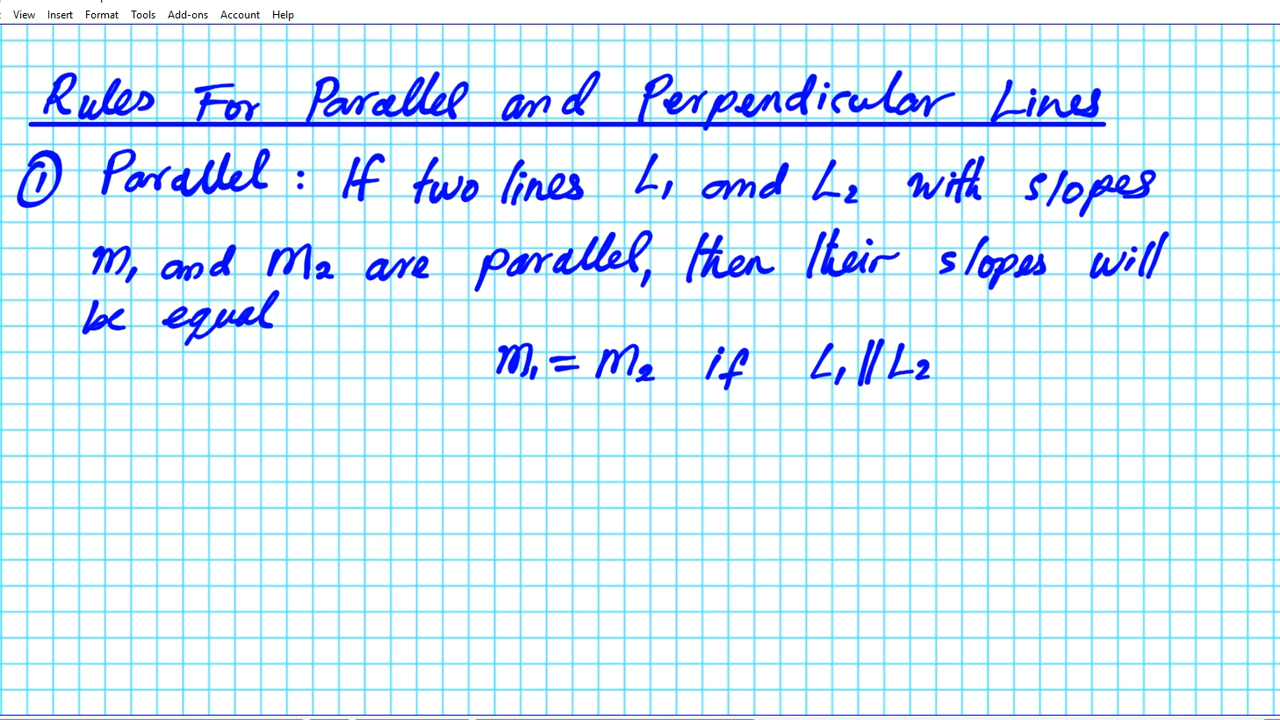 View Insert Format Tools Add-ons Account Help
Rules For Parallel and Perpendicular Lines
① Parallel : If two lines L₁ and L₂ with slopes
m₁ and m₂ are parallel, then their slopes will
be equal
m₁ = m₂ if L₁ || L₂